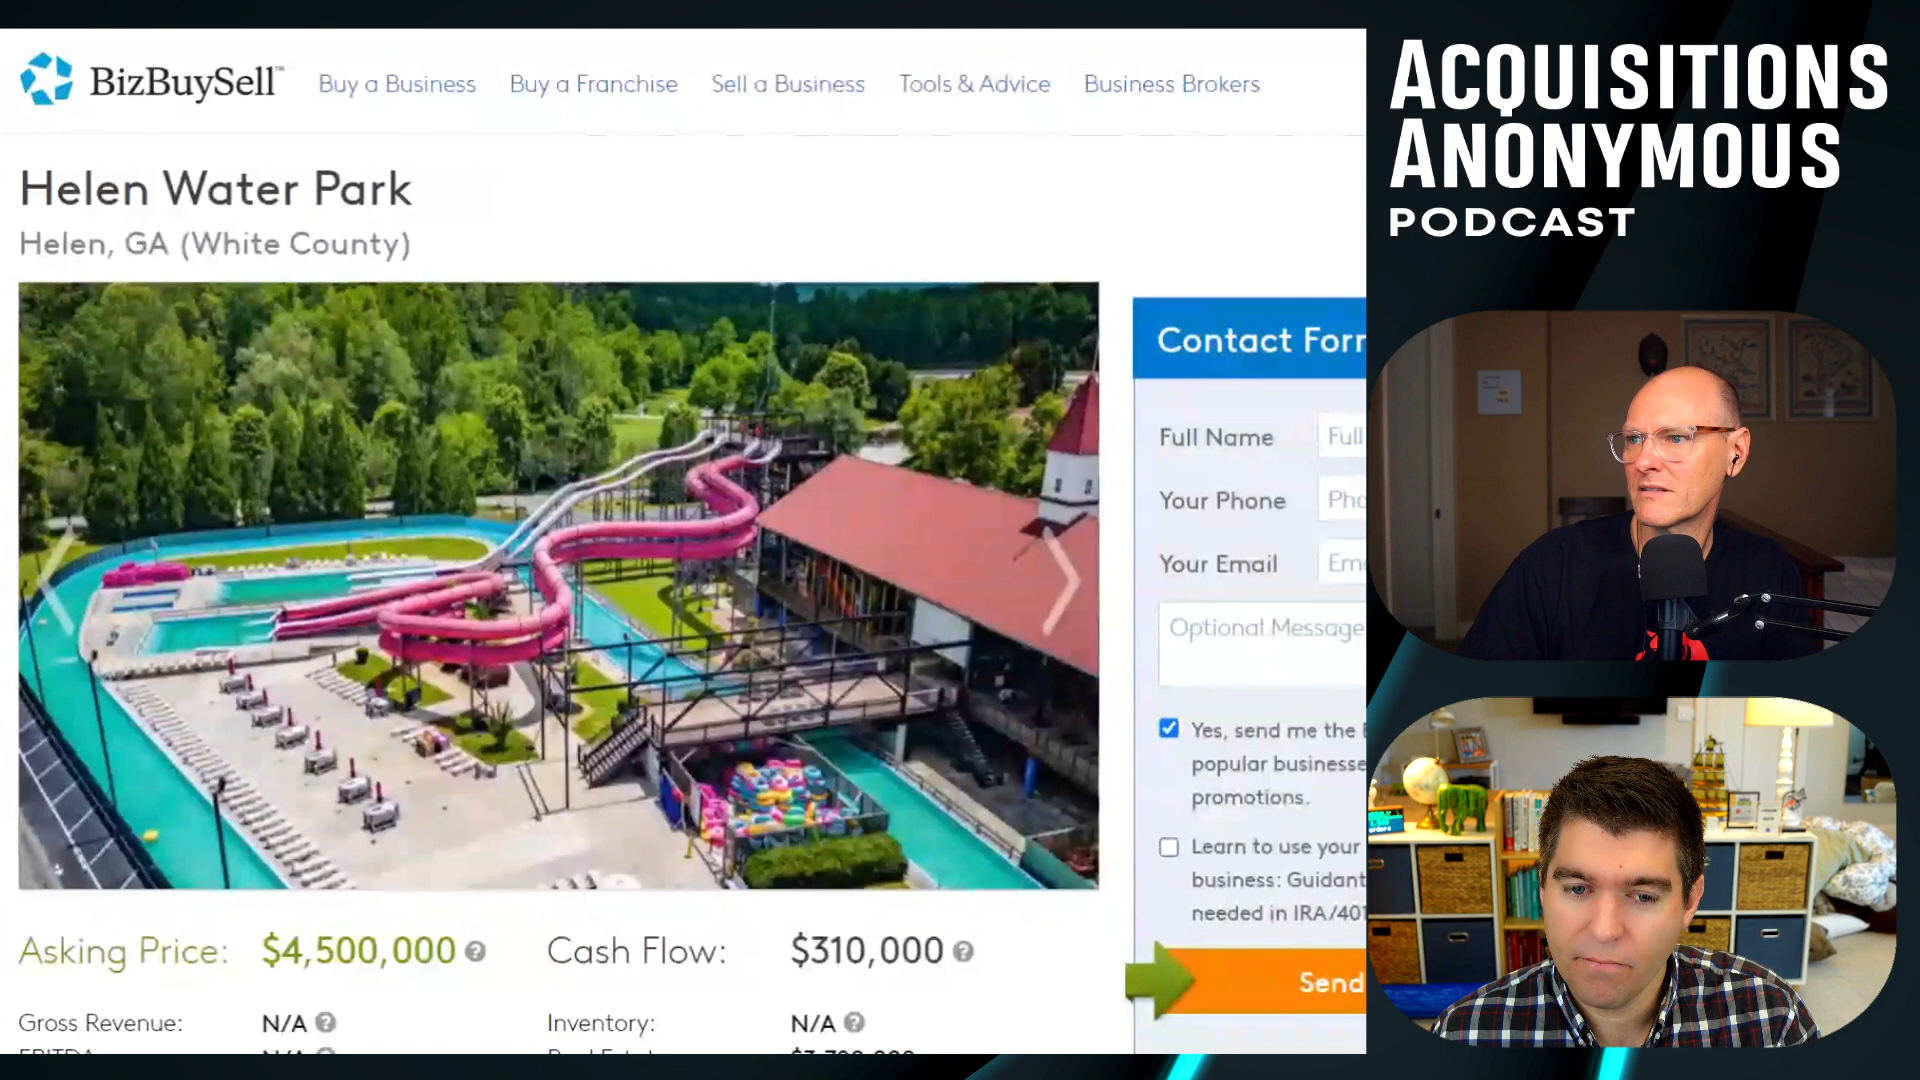 BizBuySell™
Buy a Business
Buy a Franchise
Sell a Business
Tools & Advice
Business Brokers
Helen Water Park
Helen, GA (White County)
Contact For
Full Name
Full
Your Phone
Pho
Your Email
Ema
Optional Message
Yes, send me the
popular businesse
promotions.
Learn to use your
business: Guidant
needed in IRA/401
Send
Asking Price: $4,500,000
Cash Flow: $310,000
Gross Revenue: N/A
Inventory: N/A
ACQUISITIONS
ANONYMOUS
PODCAST